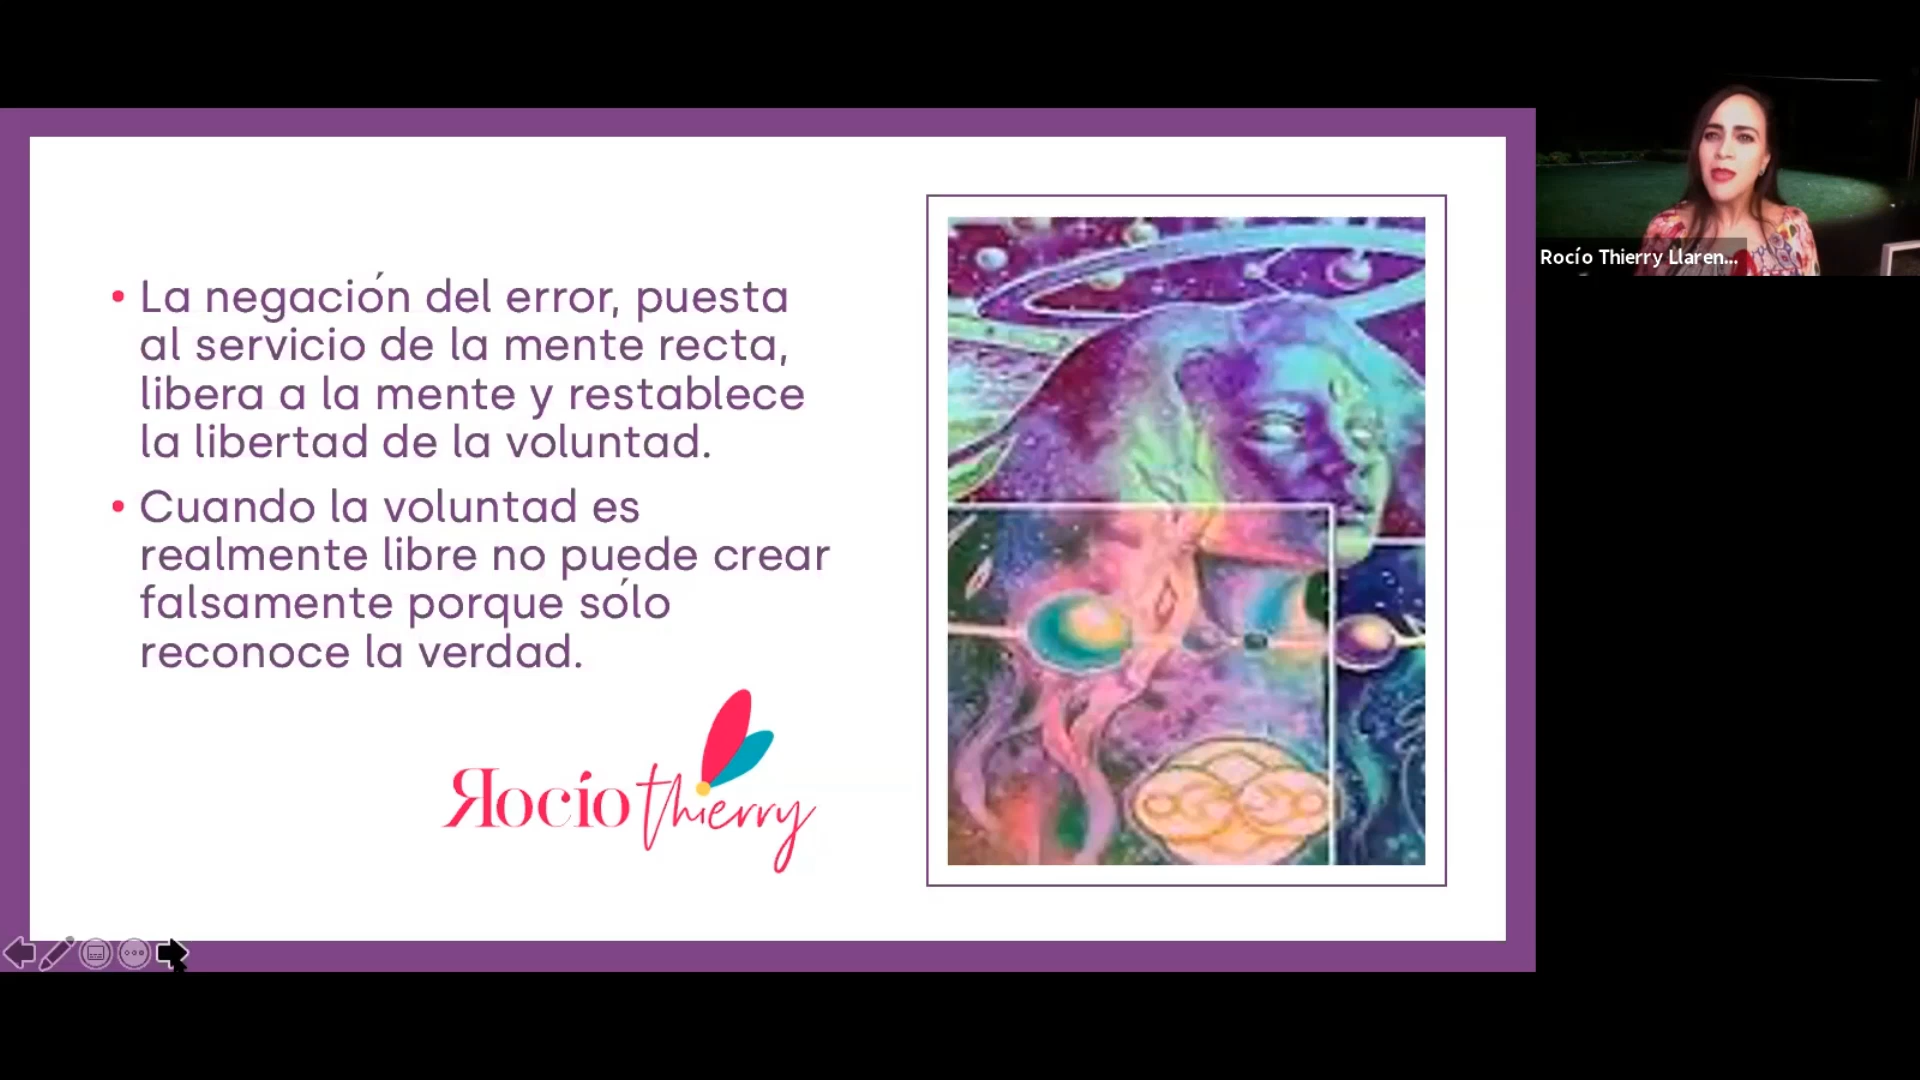 • La negación del error, puesta
al servicio de la mente recta,
libera a la mente y restablece
la libertad de la voluntad.
• Cuando la voluntad es
realmente libre no puede crear
falsamente porque sólo
reconoce la verdad.
Rocío thierry
Rocío Thierry Llaren...